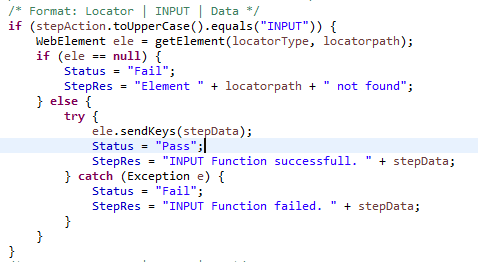 /* Format: Locator | INPUT | Data */
if (stepAction.toUpperCase().equals("INPUT")) {
WebElement ele = getElement(locatorType, locatorpath);
if (ele == null) {
Status = "Fail";
StepRes = "Element " + locatorpath + " not found";
} else {
try {
ele.sendKeys(stepData);
Status = "Pass";
StepRes = "INPUT Function successfull. " + stepData;
} catch (Exception e) {
Status = "Fail";
StepRes = "INPUT Function failed. " + stepData;
}
}
}